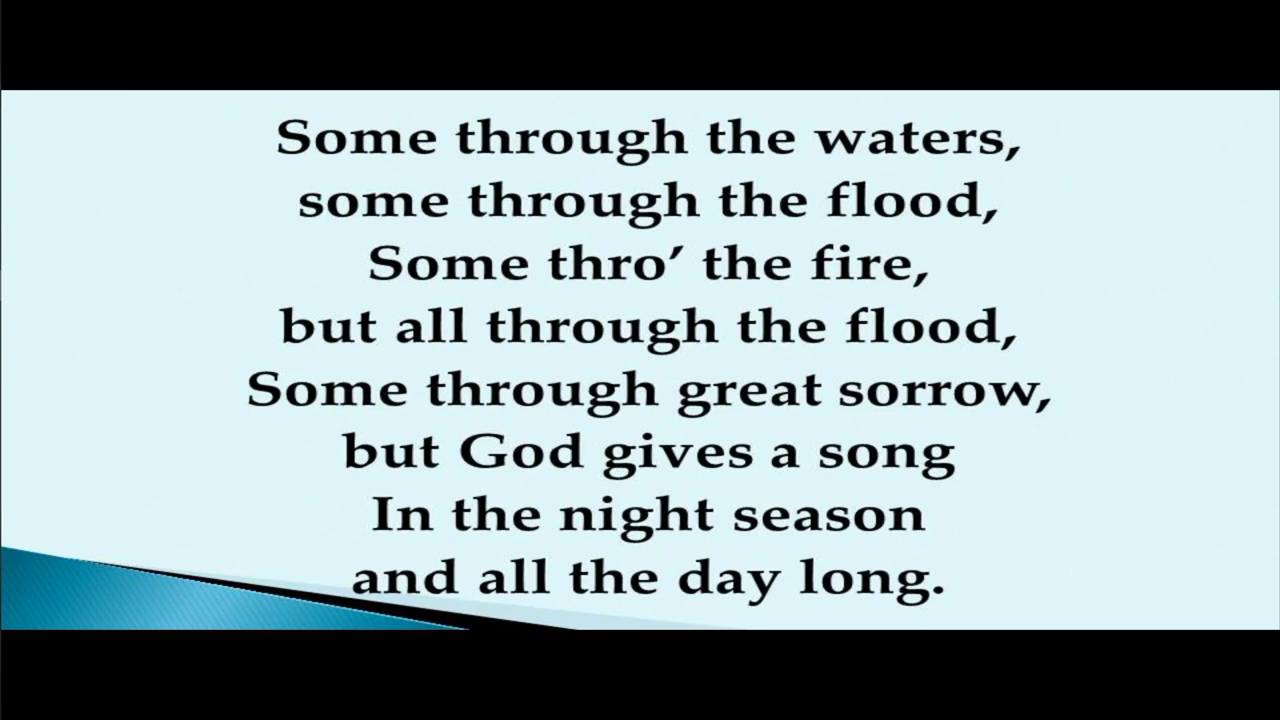 Some through the waters,
some through the flood,
Some thro’ the fire,
but all through the flood,
Some through great sorrow,
but God gives a song
In the night season
and all the day long.